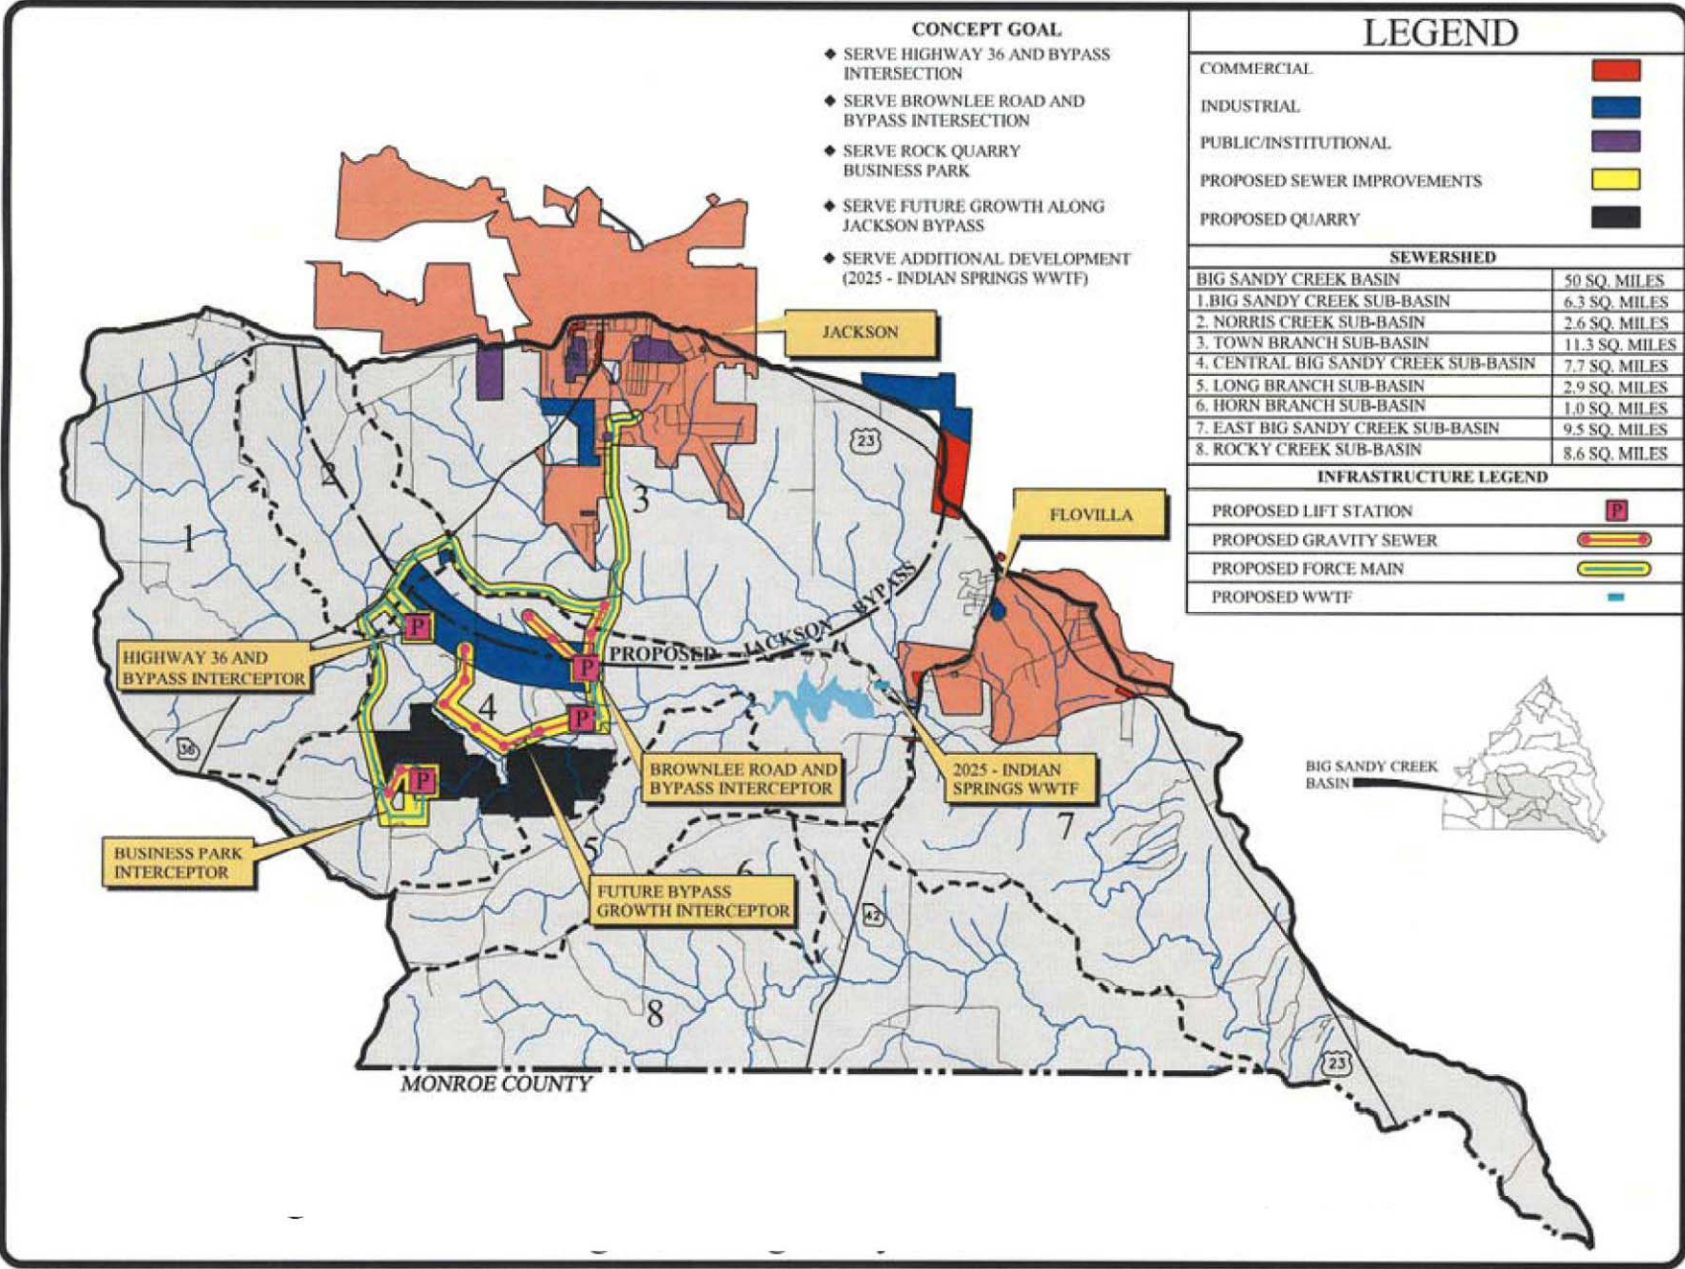 CONCEPT GOAL
◆ SERVE HIGHWAY 36 AND BYPASS
INTERSECTION
◆ SERVE BROWNLEE ROAD AND
BYPASS INTERSECTION
◆ SERVE ROCK QUARRY
BUSINESS PARK
◆ SERVE FUTURE GROWTH ALONG
JACKSON BYPASS
◆ SERVE ADDITIONAL DEVELOPMENT
(2025 - INDIAN SPRINGS WWTF)
LEGEND
COMMERCIAL
INDUSTRIAL
PUBLIC/INSTITUTIONAL
PROPOSED SEWER IMPROVEMENTS
PROPOSED QUARRY
SEWERSHED
BIG SANDY CREEK BASIN 50 SQ. MILES
1.BIG SANDY CREEK SUB-BASIN 6.3 SQ. MILES
2. NORRIS CREEK SUB-BASIN 2.6 SQ. MILES
3. TOWN BRANCH SUB-BASIN 11.3 SQ. MILES
4. CENTRAL BIG SANDY CREEK SUB-BASIN 7.7 SQ. MILES
5. LONG BRANCH SUB-BASIN 2.9 SQ. MILES
6. HORN BRANCH SUB-BASIN 1.0 SQ. MILES
7. EAST BIG SANDY CREEK SUB-BASIN 9.5 SQ. MILES
8. ROCKY CREEK SUB-BASIN 8.6 SQ. MILES
INFRASTRUCTURE LEGEND
PROPOSED LIFT STATION P
PROPOSED GRAVITY SEWER
PROPOSED FORCE MAIN
PROPOSED WWTF
JACKSON
23
2
3
1
FLOVILLA
PROPOSED JACKSON BYPASS
P
HIGHWAY 36 AND
BYPASS INTERCEPTOR
P
4
P
36
P
BROWNLEE ROAD AND
BYPASS INTERCEPTOR
2025 - INDIAN
SPRINGS WWTF
BIG SANDY CREEK
BASIN
BUSINESS PARK
INTERCEPTOR
5
6
7
FUTURE BYPASS
GROWTH INTERCEPTOR
42
8
23
MONROE COUNTY